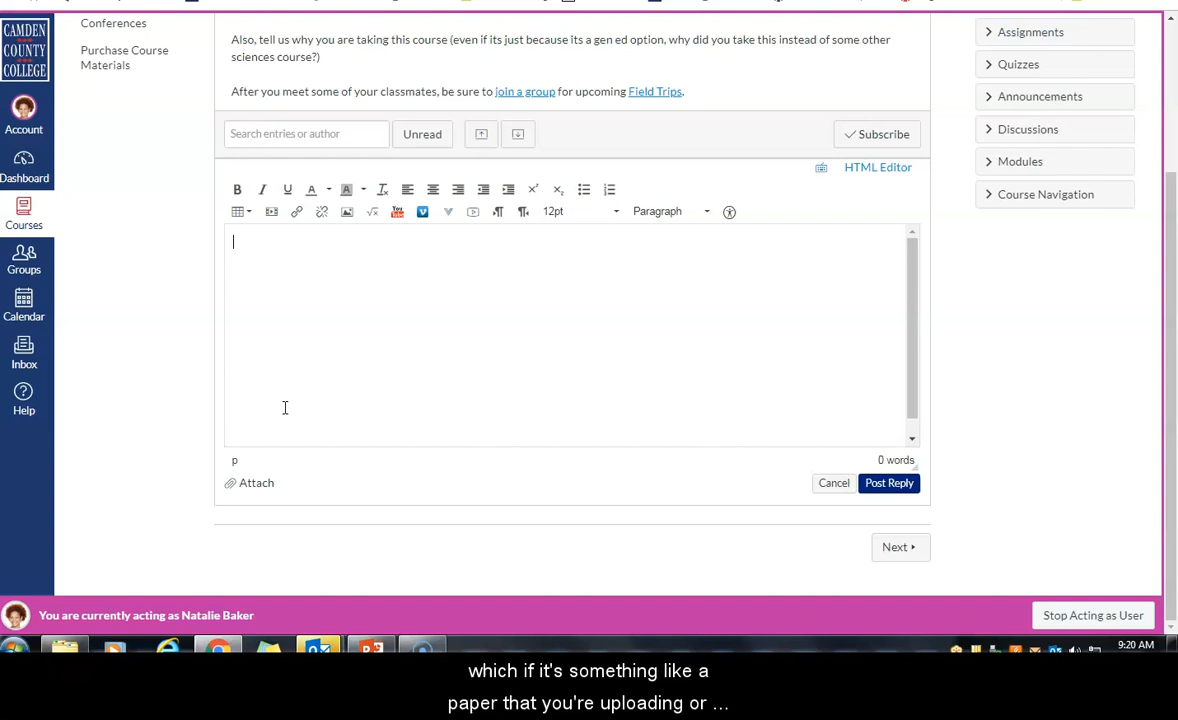 CAMDEN
COUNTY
COLLEGE
Account
Dashboard
Courses
Groups
Calendar
Inbox
Help
Conferences
Purchase Course
Materials
Also, tell us why you are taking this course (even if its just because its a gen ed option, why did you take this instead of some other
sciences course?)
After you meet some of your classmates, be sure to join a group for upcoming Field Trips.
Search entries or author
Unread
Subscribe
HTML Editor
12pt
Paragraph
p
0 words
Attach
Cancel
Post Reply
Next
Assignments
Quizzes
Announcements
Discussions
Modules
Course Navigation
You are currently acting as Natalie Baker
Stop Acting as User
9:20 AM
which if it's something like a
paper that you're uploading or ...